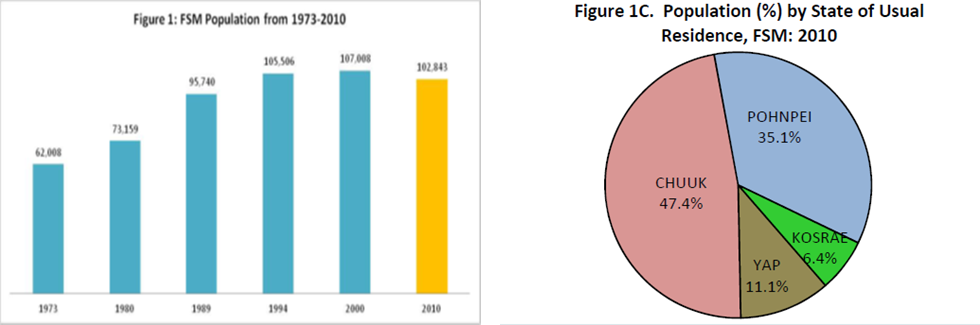 Figure 1: FSM Population from 1973-2010
62,008
73,159
95,740
105,506
107,008
102,843
1973
1980
1989
1994
2000
2010
Figure 1C. Population (%) by State of Usual
Residence, FSM: 2010
POHNPEI
35.1%
CHUUK
47.4%
KOSRAE
6.4%
YAP
11.1%